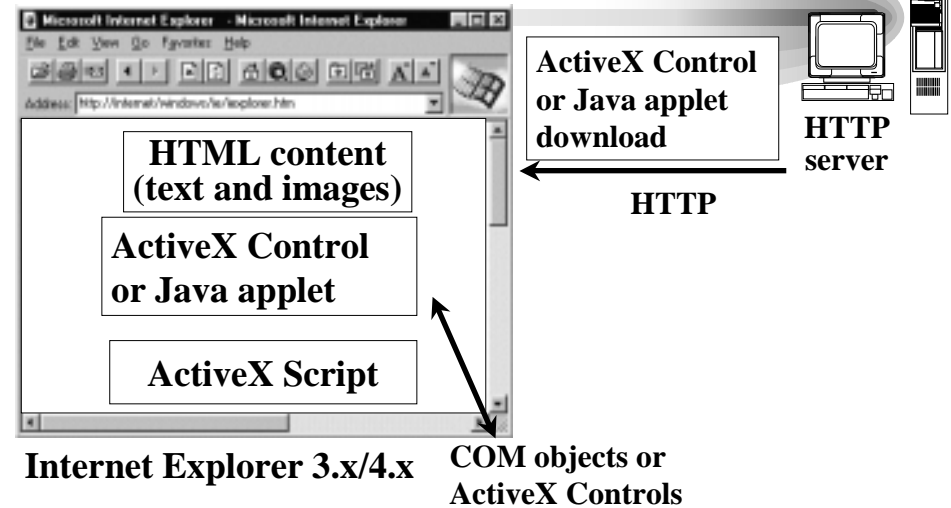 Microsoft Internet Explorer - Microsoft Internet Explorer
File Edit View Go Favorites Help
Address: http://internet/windows/ie/iexplorer.htm
HTML content
(text and images)
ActiveX Control
or Java applet
ActiveX Script
Internet Explorer 3.x/4.x
ActiveX Control
or Java applet
download
HTTP
HTTP
server
COM objects or
ActiveX Controls